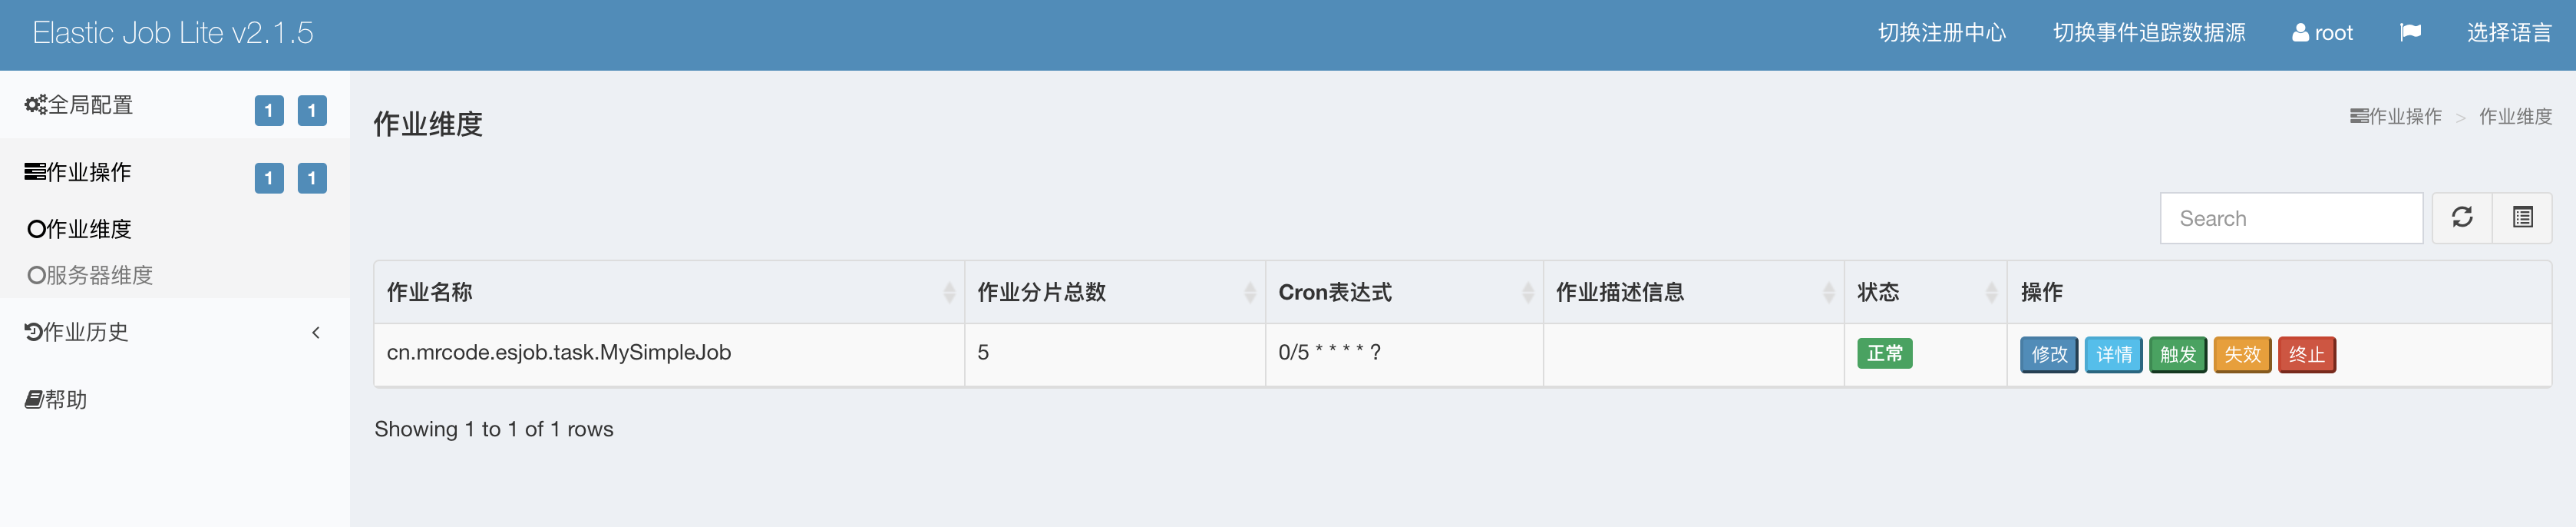 Elastic Job Lite v2.1.5 切换注册中心 切换事件追踪数据源 root 选择语言
全局配置 1 1
作业操作 1 1
作业维度
服务器维度
作业历史
帮助
作业维度
作业操作 > 作业维度
Search
作业名称 作业分片总数 Cron表达式 作业描述信息 状态 操作
cn.mrcode.esjob.task.MySimpleJob 5 0/5 * * * * ? 正常 修改 详情 触发 失效 终止
Showing 1 to 1 of 1 rows